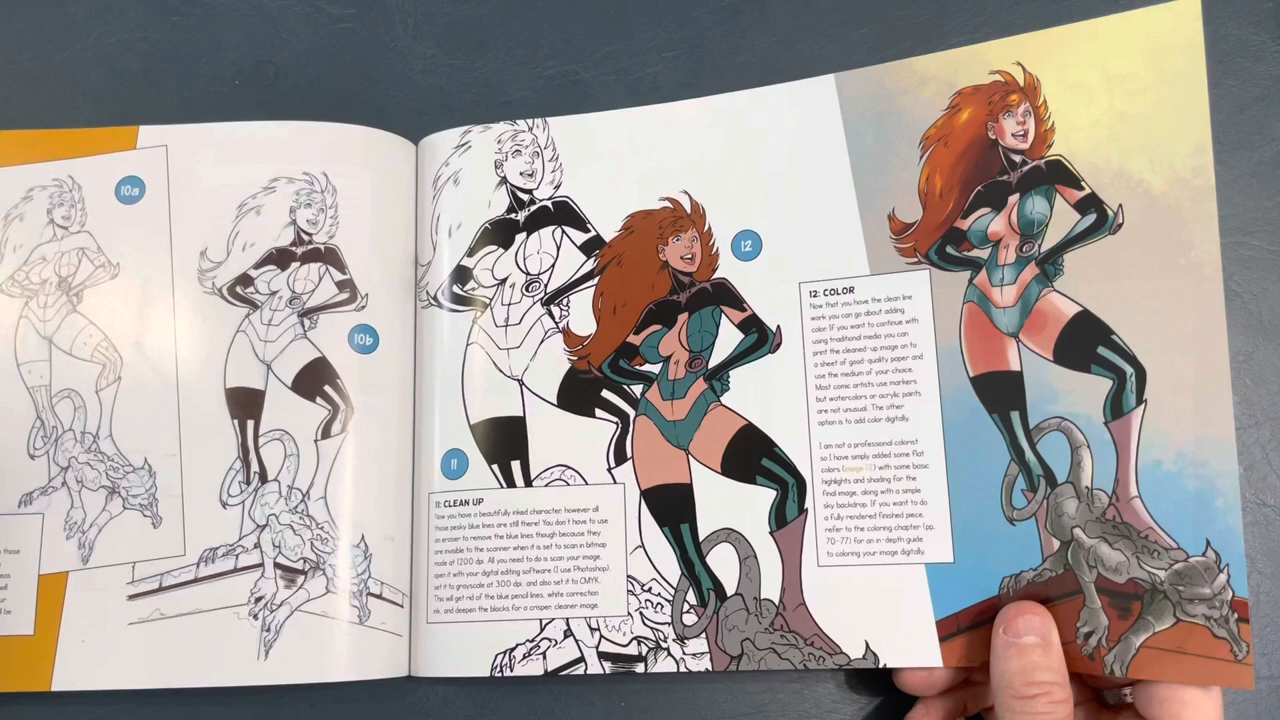 10a
10b
those
will
ll be
11
11: CLEAN UP
Now you have a beautifully inked character, however all
those pesky blue lines are still there! You don't have to use
an eraser to remove the blue lines though because they
are invisible to the scanner when it is set to scan in bitmap
mode at 1200 dpi. All you need to do is scan your image,
open it with your digital editing software (I use Photoshop),
set it to grayscale at 300 dpi, and also set it to CMYK.
This will get rid of the blue pencil lines, white correction
ink, and deepen the blacks for a crisper, cleaner image.
12
12: COLOR
Now that you have the clean line
work you can go about adding
color. If you want to continue with
using traditional media you can
print the cleaned-up image on to
a sheet of good-quality paper and
use the medium of your choice.
Most comic artists use markers
but watercolors or acrylic paints
are not unusual. The other
option is to add color digitally.
I am not a professional colorist
so I have simply added some flat
colors (image 12) with some basic
highlights and shading for the
final image, along with a simple
sky backdrop. If you want to do
a fully rendered finished piece,
refer to the coloring chapter (pp.
70-77) for an in-depth guide
to coloring your image digitally.